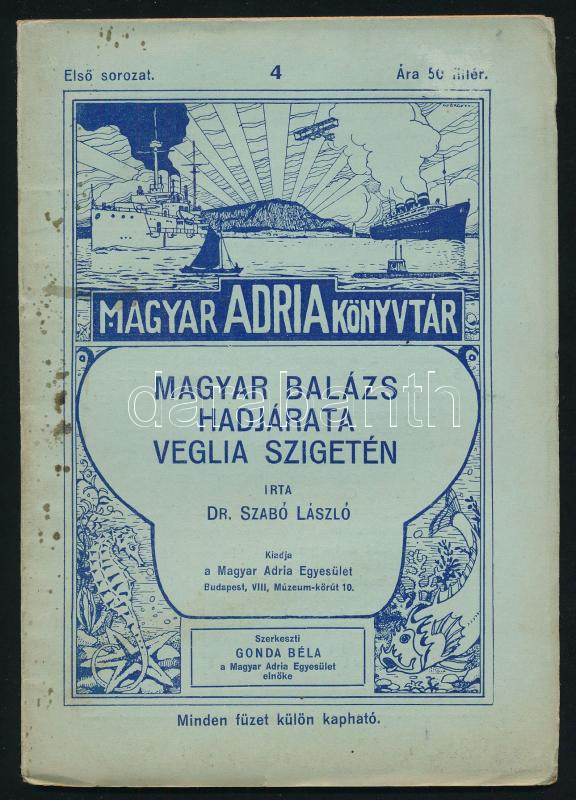 Első sorozat. 4 Ára 50 fillér.
MAGYAR ADRIA KÖNYVTÁR
MAGYAR BALÁZS
HADJÁRATA
VEGLIA SZIGETÉN
IRTA
DR. SZABÓ LÁSZLÓ
Kiadja
a Magyar Adria Egyesület
Budapest, VIII, Múzeum-körút 10.
Szerkeszti
GONDA BÉLA
a Magyar Adria Egyesület
elnöke
Minden füzet külön kapható.
darabanth